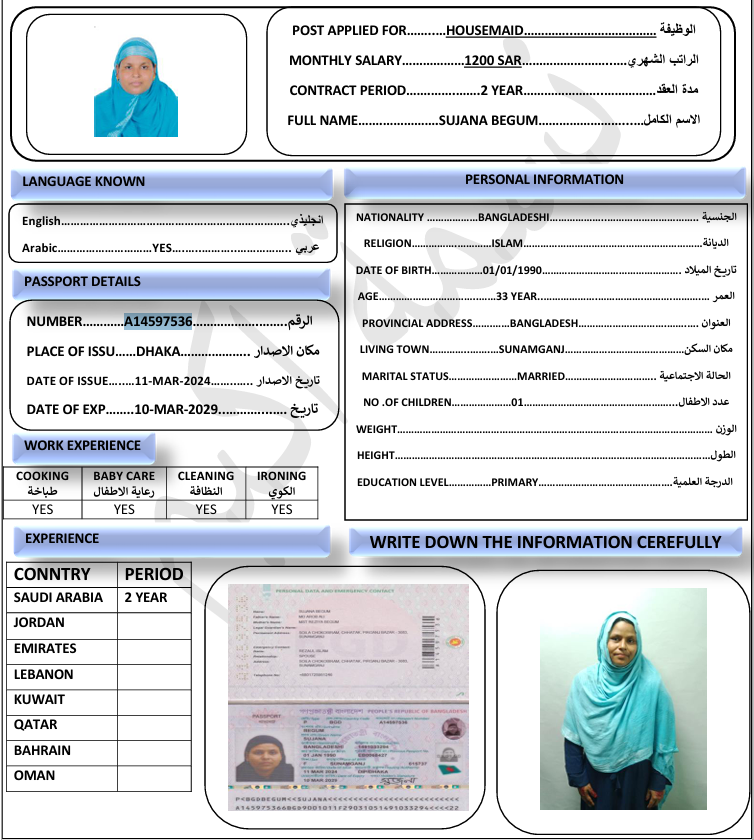 POST APPLIED FOR.........HOUSEMAID.................................... الوظيفة
MONTHLY SALARY..................1200 SAR..........................الراتب الشهري
CONTRACT PERIOD.....................2 YEAR.....................................مدة العقد
FULL NAME.......................SUJANA BEGUM..............................الاسم الكامل
LANGUAGE KNOWN
English.......................................................................انجليذي
Arabic............................YES.................................... عربي
PASSPORT DETAILS
NUMBER............A14597536............................الرقم
PLACE OF ISSU......DHAKA..................... مكان الاصدار
DATE OF ISSUE.......11-MAR-2024............تاريخ الاصدار
DATE OF EXP.......10-MAR-2029.................. تاريخ
WORK EXPERIENCE
COOKING طباخة BABY CARE رعاية الاطفال CLEANING النظافة IRONING الكوي
YES YES YES YES
PERSONAL INFORMATION
NATIONALITY ...............BANGLADESHI............................................ الجنسية
RELIGION........................ISLAM.....................................................الديانة
DATE OF BIRTH...............01/01/1990......................................... تاريخ الميلاد
AGE...................................33 YEAR.................................................... العمر
PROVINCIAL ADDRESS............BANGLADESH..................................العنوان
LIVING TOWN......................SUNAMGANJ....................................مكان السكن
MARITAL STATUS....................MARRIED........................... الحالة الاجتماعية
NO .OF CHILDREN..................01..............................................عدد الاطفال
WEIGHT................................................................................................ الوزن
HEIGHT..................................................................................................الطول
EDUCATION LEVEL.............PRIMARY........................................الدرجة العلمية
EXPERIENCE
CONNTRY PERIOD
SAUDI ARABIA 2 YEAR
JORDAN
EMIRATES
LEBANON
KUWAIT
QATAR
BAHRAIN
OMAN
WRITE DOWN THE INFORMATION CEREFULLY
PERSONAL DATA AND EMERGENCY CONTACT
A14597536
SUJANA BEGUM
PEOPLE'S REPUBLIC OF BANGLADESH
PASSPORT
P BGD A14597536
BEGUM
SUJANA
BANGLADESHI
01 JAN 1990
SUNAMGANJ
11 MAR 2024
10 MAR 2029